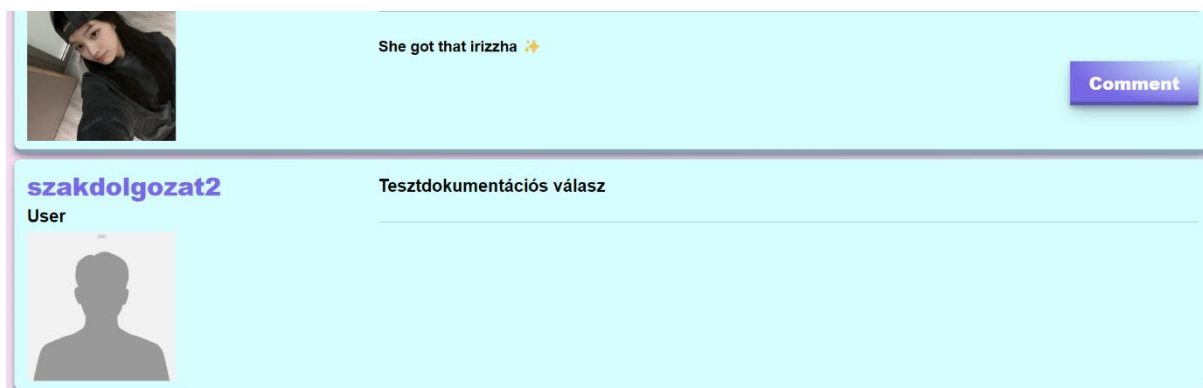 She got that irizzha ✨
Comment
szakdolgozat2
Tesztdokumentációs válasz
User